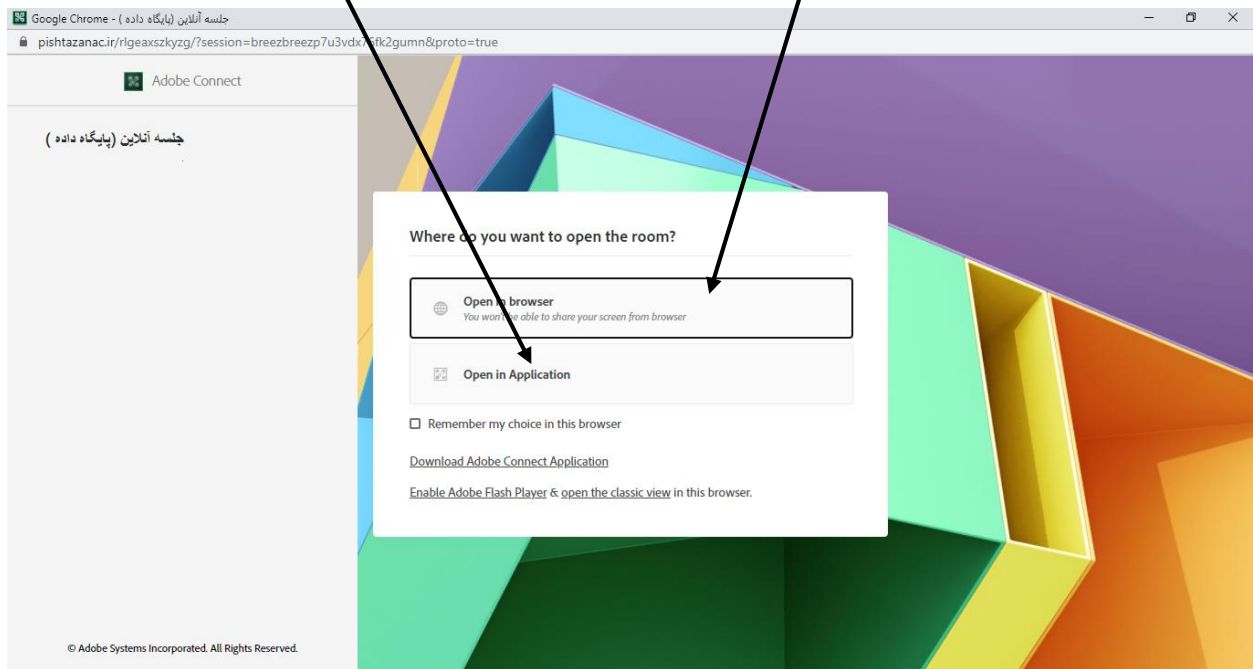 جلسه آنلاین (پایگاه داده ) - Google Chrome
pishtazanac.ir/rlgeaxszkyzg/?session=breezbreezp7u3vdx75fk2gumn&proto=true
Adobe Connect
جلسه آنلاین (پایگاه داده )
Where do you want to open the room?
Open in browser
You won't be able to share your screen from browser
Open in Application
Remember my choice in this browser
Download Adobe Connect Application
Enable Adobe Flash Player & open the classic view in this browser.
© Adobe Systems Incorporated. All Rights Reserved.